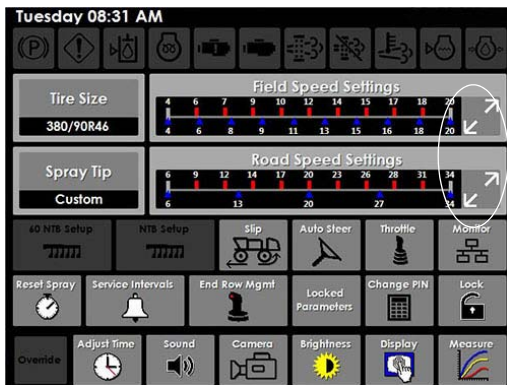 Tuesday 08:31 AM
Tire Size
380/90R46
Field Speed Settings
4 6 7 9 10 12 14 15 17 18 20
4 6 8 9 11 13 15 16 18 20
Spray Tip
Custom
Road Speed Settings
6 9 12 14 17 20 23 26 28 31 34
6 13 20 27 34
60 NTB Setup
NTB Setup
Slip
Auto Steer
Throttle
Monitor
Reset Spray
Service Intervals
End Row Mgmt
Locked
Parameters
Change PIN
Lock
Override
Adjust Time
Sound
Camera
Brightness
Display
Measure